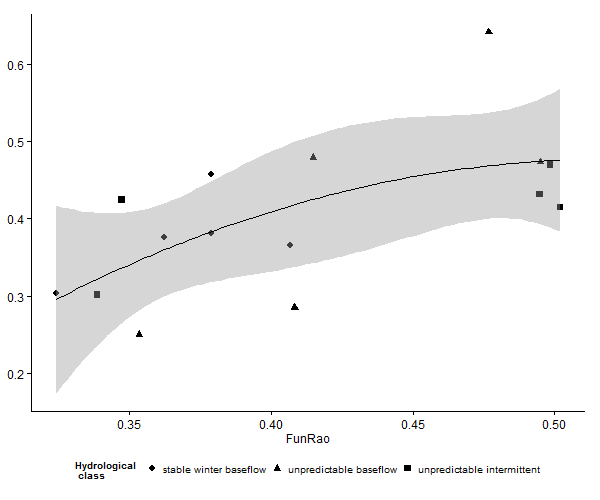 0.6
0.5
0.4
0.3
0.2
0.35 0.40 0.45 0.50
FunRao
Hydrological
class
stable winter baseflow unpredictable baseflow unpredictable intermittent